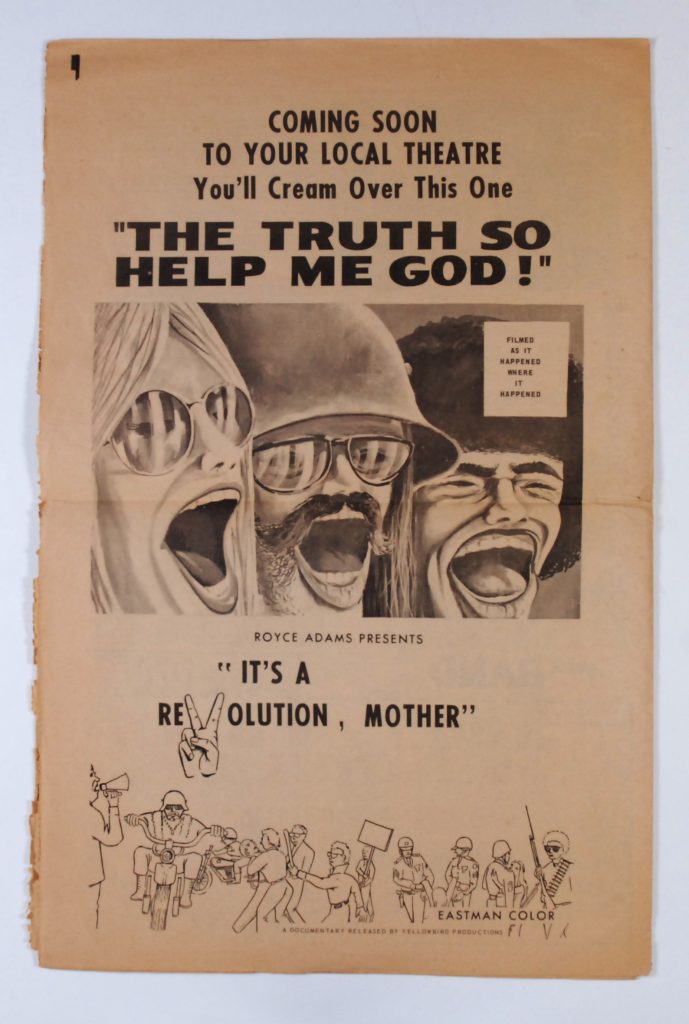 COMING SOON
TO YOUR LOCAL THEATRE
You'll Cream Over This One
"THE TRUTH SO
HELP ME GOD!"
FILMED
AS IT
HAPPENED
WHERE
IT
HAPPENED
ROYCE ADAMS PRESENTS
"IT'S A
REVOLUTION, MOTHER"
EASTMAN COLOR
A DOCUMENTARY RELEASED BY YELLOWBIRD PRODUCTIONS